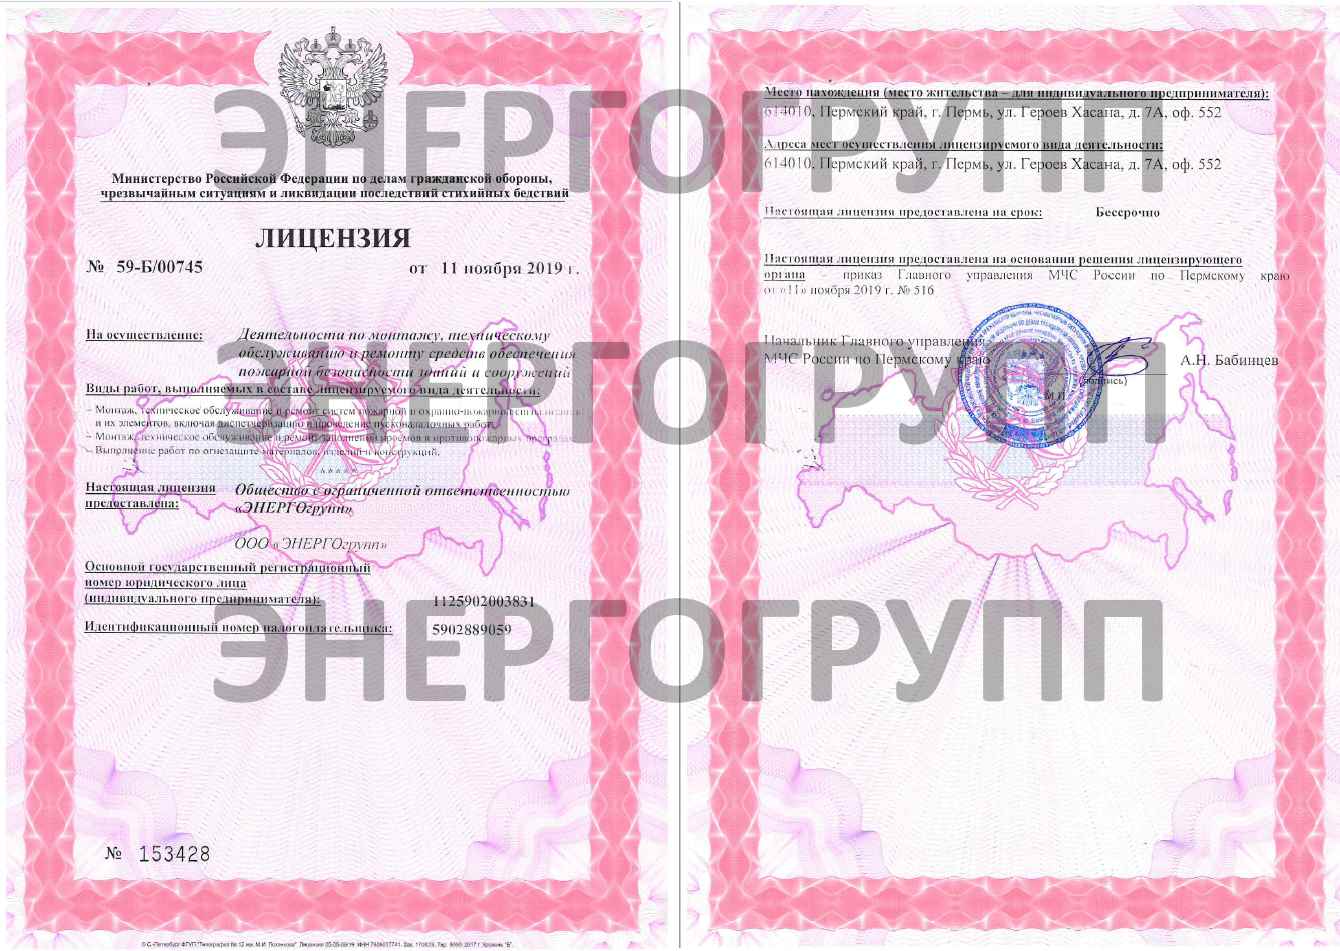 Министерство Российской Федерации по делам гражданской обороны,
чрезвычайным ситуациям и ликвидации последствий стихийных бедствий
ЛИЦЕНЗИЯ
№ 59-Б/00745 от 11 ноября 2019 г.
На осуществление: Деятельности по монтажу, техническому
обслуживанию и ремонту средств обеспечения
пожарной безопасности зданий и сооружений
Виды работ, выполняемых в составе лицензируемого вида деятельности:
– Монтаж, техническое обслуживание и ремонт систем пожарной и охранно-пожарной сигнализации
и их элементов, включая диспетчеризацию и проведение пусконаладочных работ.
– Монтаж, техническое обслуживание и ремонт заполнений проемов в противопожарных преградах.
– Выполнение работ по огнезащите материалов, изделий и конструкций.
*****
Настоящая лицензия Общество с ограниченной ответственностью
предоставлена: «ЭНЕРГОгрупп»
ООО «ЭНЕРГОгрупп»
Основной государственный регистрационный
номер юридического лица
(индивидуального предпринимателя): 1125902003831
Идентификационный номер налогоплательщика: 5902889059
№ 153428
Место нахождения (место жительства – для индивидуального предпринимателя):
614010, Пермский край, г. Пермь, ул. Героев Хасана, д. 7А, оф. 552
Адреса мест осуществления лицензируемого вида деятельности:
614010, Пермский край, г. Пермь, ул. Героев Хасана, д. 7А, оф. 552
Настоящая лицензия предоставлена на срок: Бессрочно
Настоящая лицензия предоставлена на основании решения лицензирующего
органа – приказ Главного управления МЧС России по Пермскому краю
от «11» ноября 2019 г. № 516
Начальник Главного управления
МЧС России по Пермскому краю А.Н. Бабинцев
(подпись)
М.П.
ЭНЕРГОГРУПП
ЭНЕРГОГРУПП
ЭНЕРГОГРУПП